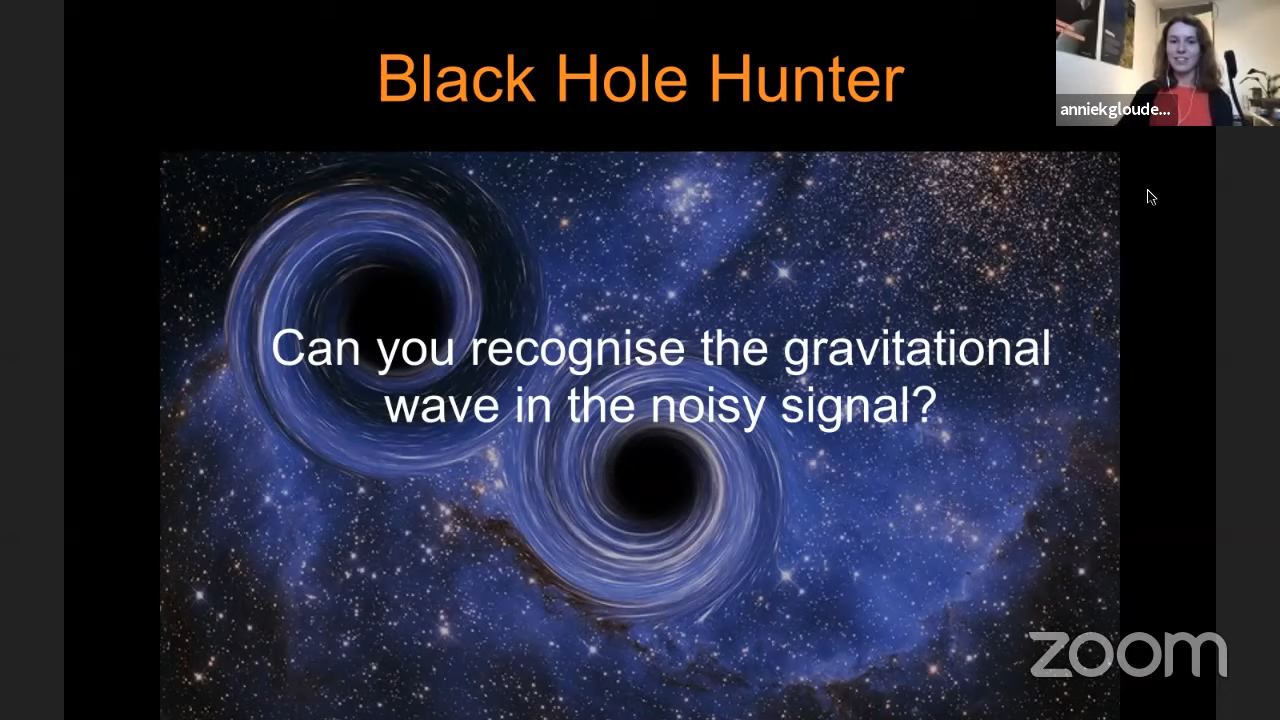 Black Hole Hunter
anniekgloude...
Can you recognise the gravitational
wave in the noisy signal?
zoom